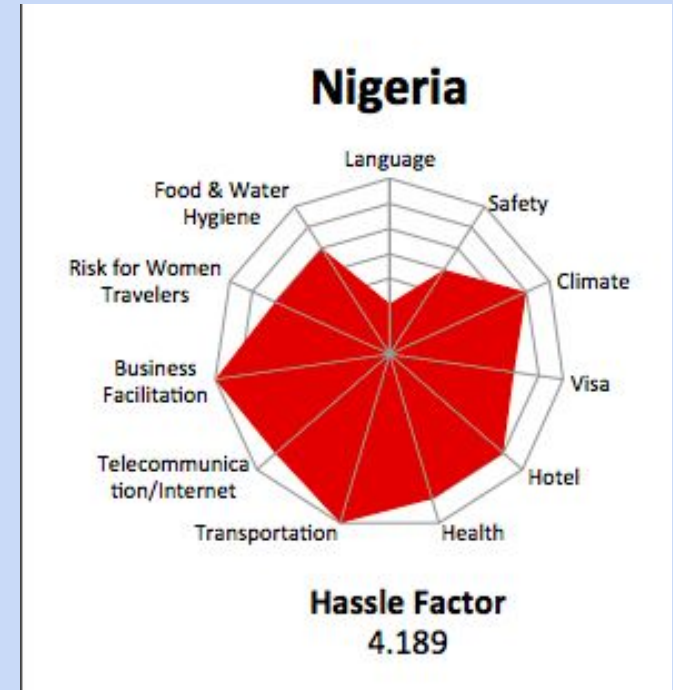 Nigeria
Language
Food & Water
Hygiene
Safety
Risk for Women
Travelers
Climate
Business
Facilitation
Visa
Telecommunica
tion/Internet
Hotel
Transportation
Health
Hassle Factor
4.189